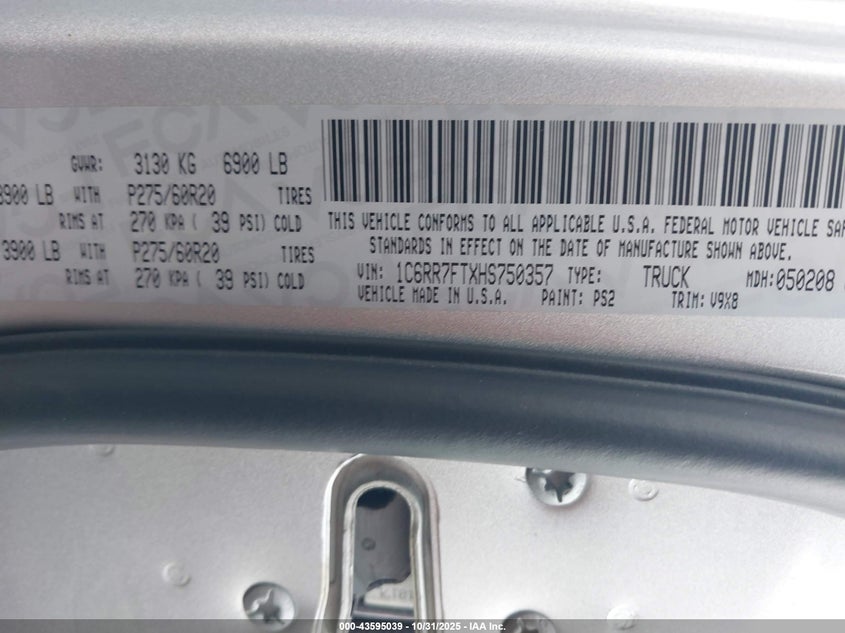 GVWR: 3130 KG 6900 LB
3900 LB WITH P275/60R20 TIRES
RIMS AT 270 KPA ( 39 PSI) COLD
3900 LB WITH P275/60R20 TIRES
RIMS AT 270 KPA ( 39 PSI) COLD
THIS VEHICLE CONFORMS TO ALL APPLICABLE U.S.A. FEDERAL MOTOR VEHICLE SAF
STANDARDS IN EFFECT ON THE DATE OF MANUFACTURE SHOWN ABOVE.
VIN: 1C6RR7FTXHS750357 TYPE: TRUCK MDH:050208
VEHICLE MADE IN U.S.A. PAINT: PS2 TRIM: V9X8
000-43595039 - 10/31/2025 - IAA Inc.